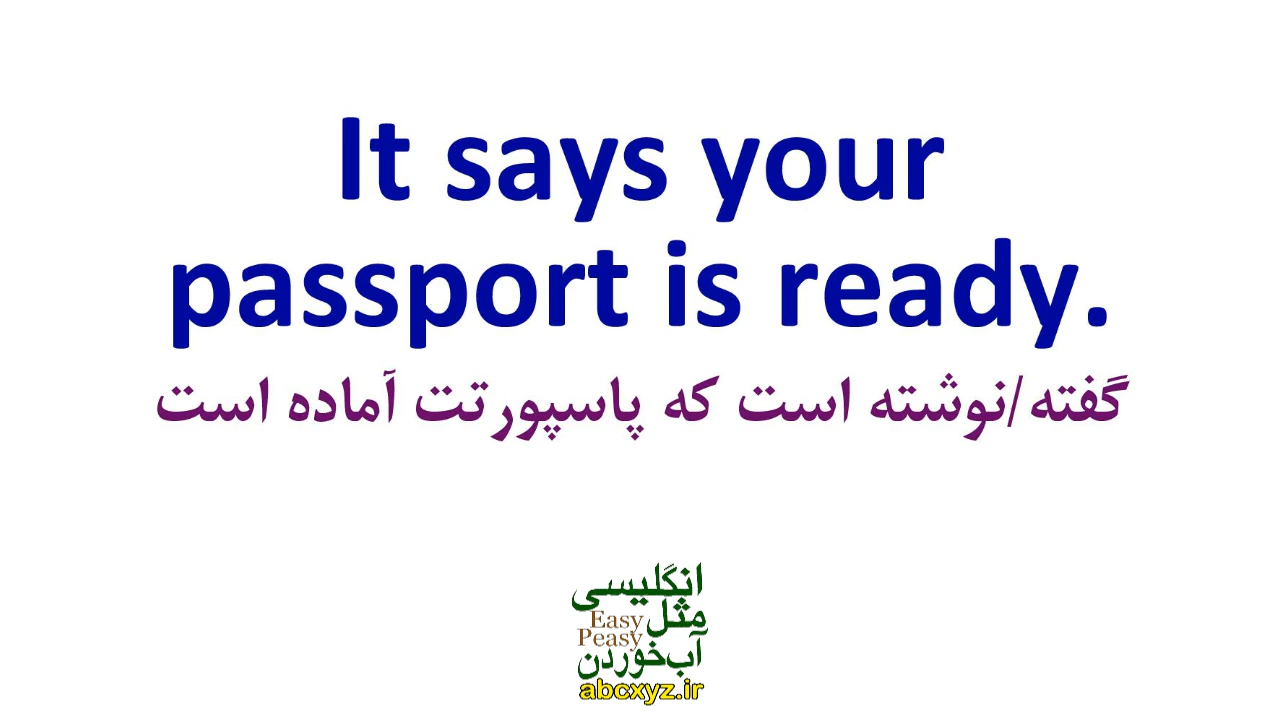 It says your
passport is ready.
گفته/نوشته است که پاسپورتت آماده است
انگلیسی
مثل
Easy
Peasy
آب‌خوردن
abcxyz.ir